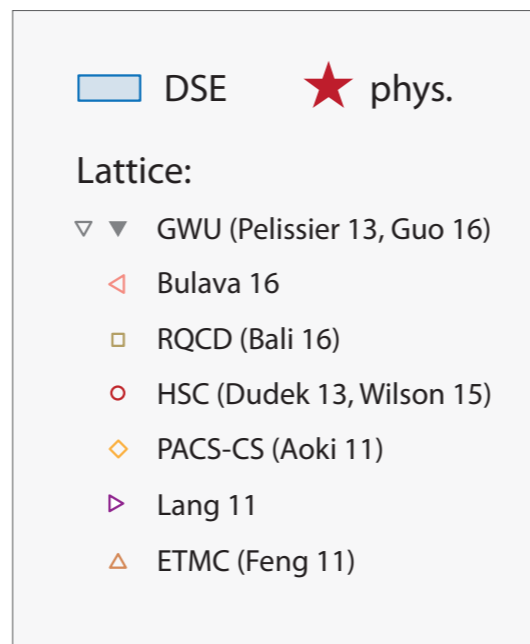 DSE phys.
Lattice:
GWU (Pelissier 13, Guo 16)
Bulava 16
RQCD (Bali 16)
HSC (Dudek 13, Wilson 15)
PACS-CS (Aoki 11)
Lang 11
ETMC (Feng 11)